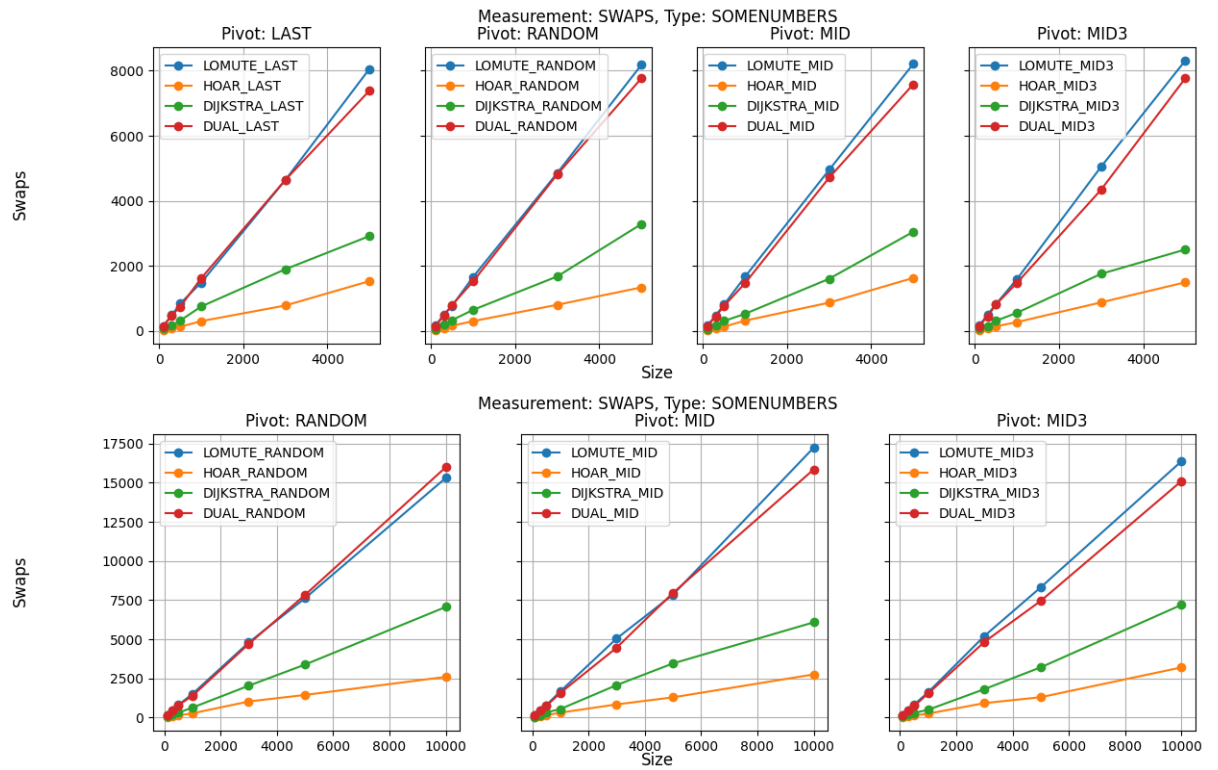 Measurement: SWAPS, Type: SOMENUMBERS
Pivot: LAST
Pivot: RANDOM
Pivot: MID
Pivot: MID3
Swaps
8000
6000
4000
2000
0
LOMUTE_LAST
HOAR_LAST
DIJKSTRA_LAST
DUAL_LAST
LOMUTE_RANDOM
HOAR_RANDOM
DIJKSTRA_RANDOM
DUAL_RANDOM
LOMUTE_MID
HOAR_MID
DIJKSTRA_MID
DUAL_MID
LOMUTE_MID3
HOAR_MID3
DIJKSTRA_MID3
DUAL_MID3
0 2000 4000
0 2000 4000
0 2000 4000
0 2000 4000
Size
Measurement: SWAPS, Type: SOMENUMBERS
Pivot: RANDOM
Pivot: MID
Pivot: MID3
Swaps
17500
15000
12500
10000
7500
5000
2500
0
LOMUTE_RANDOM
HOAR_RANDOM
DIJKSTRA_RANDOM
DUAL_RANDOM
LOMUTE_MID
HOAR_MID
DIJKSTRA_MID
DUAL_MID
LOMUTE_MID3
HOAR_MID3
DIJKSTRA_MID3
DUAL_MID3
0 2000 4000 6000 8000 10000
0 2000 4000 6000 8000 10000
0 2000 4000 6000 8000 10000
Size